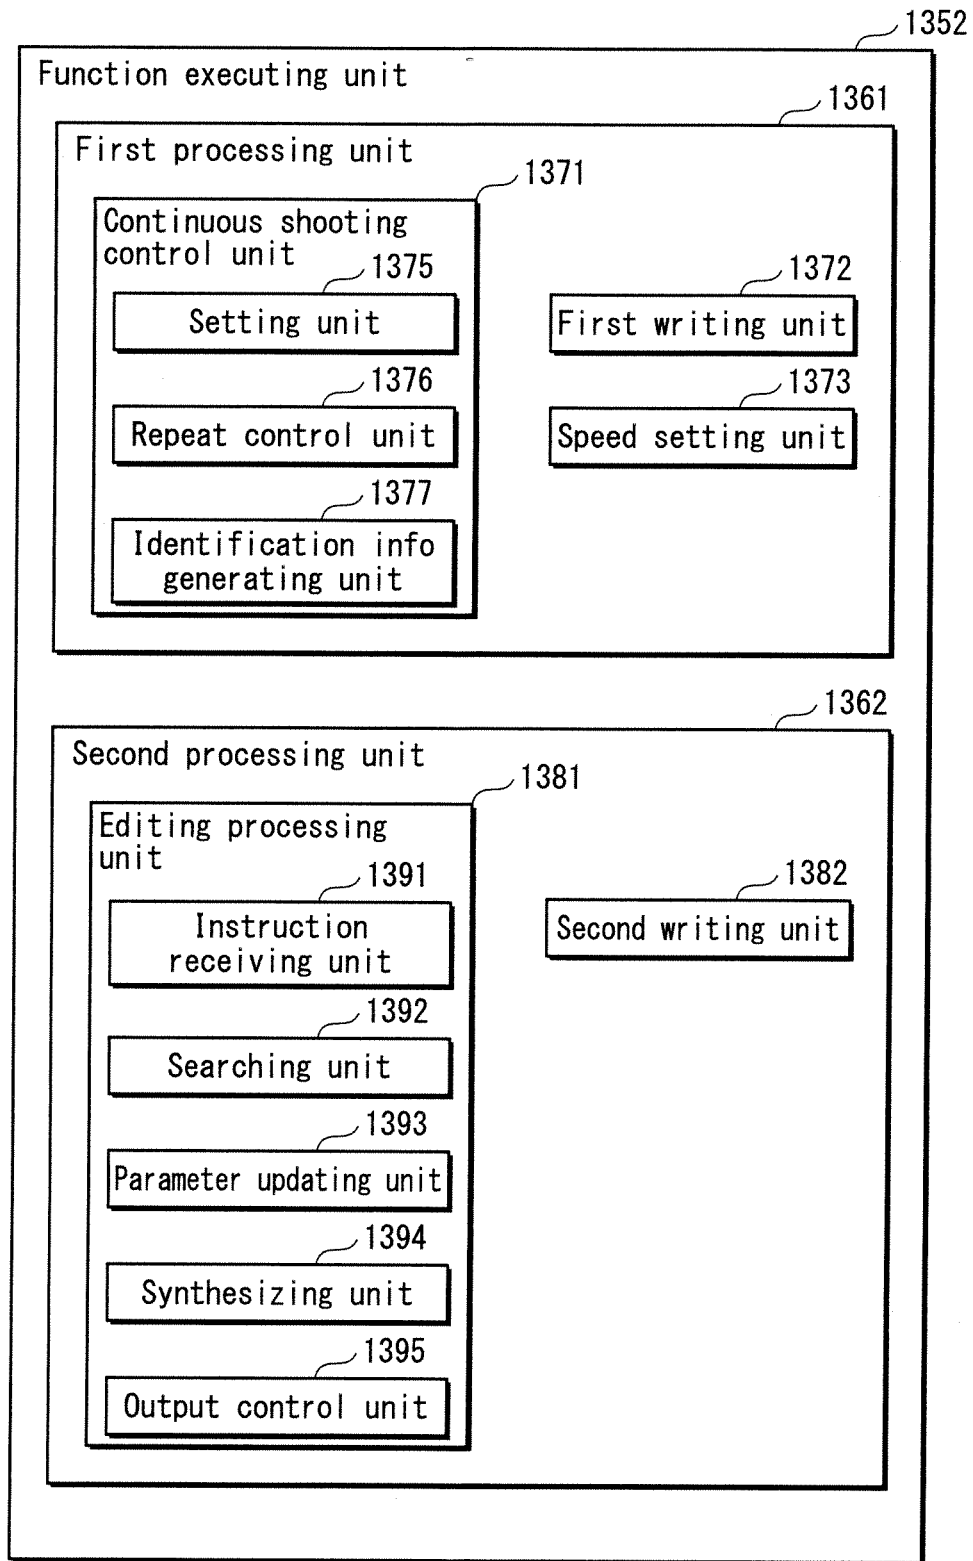 1352
Function executing unit
1361
First processing unit
1371
Continuous shooting
control unit
1375
Setting unit
1372
First writing unit
1376
Repeat control unit
1373
Speed setting unit
1377
Identification info
generating unit
1362
Second processing unit
1381
Editing processing
unit
1391
Instruction
receiving unit
1382
Second writing unit
1392
Searching unit
1393
Parameter updating unit
1394
Synthesizing unit
1395
Output control unit